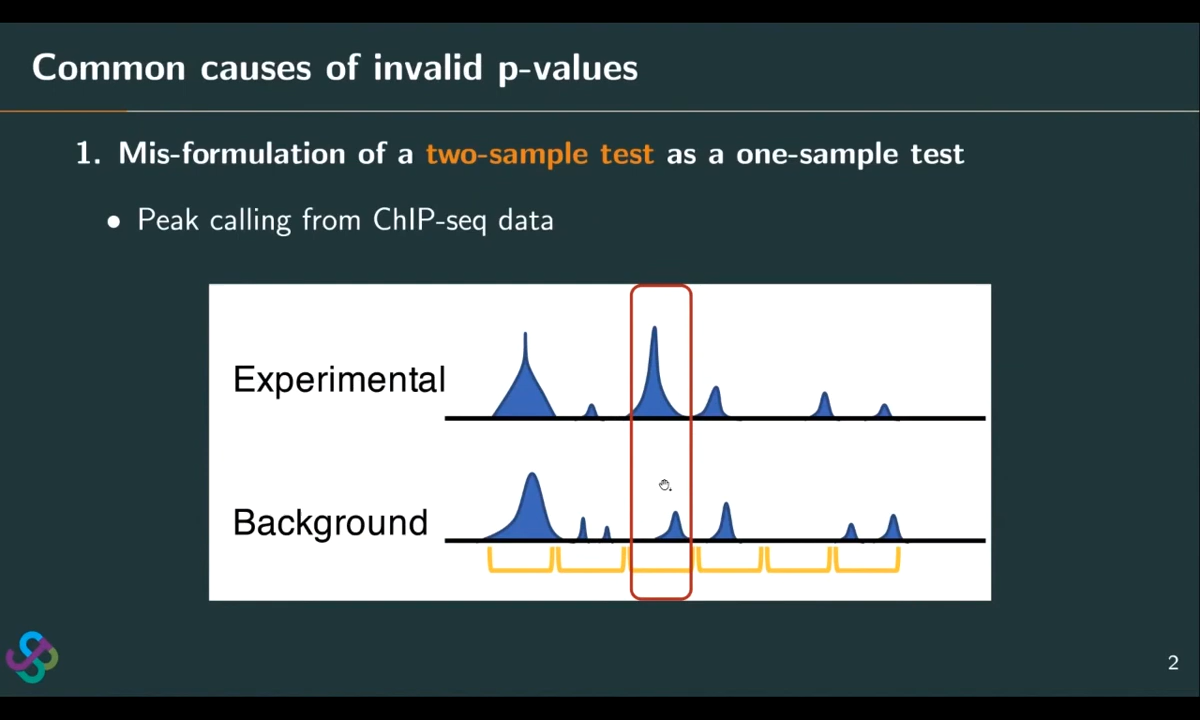 Common causes of invalid p-values
1. Mis-formulation of a two-sample test as a one-sample test
• Peak calling from ChIP-seq data
Experimental
Background
2